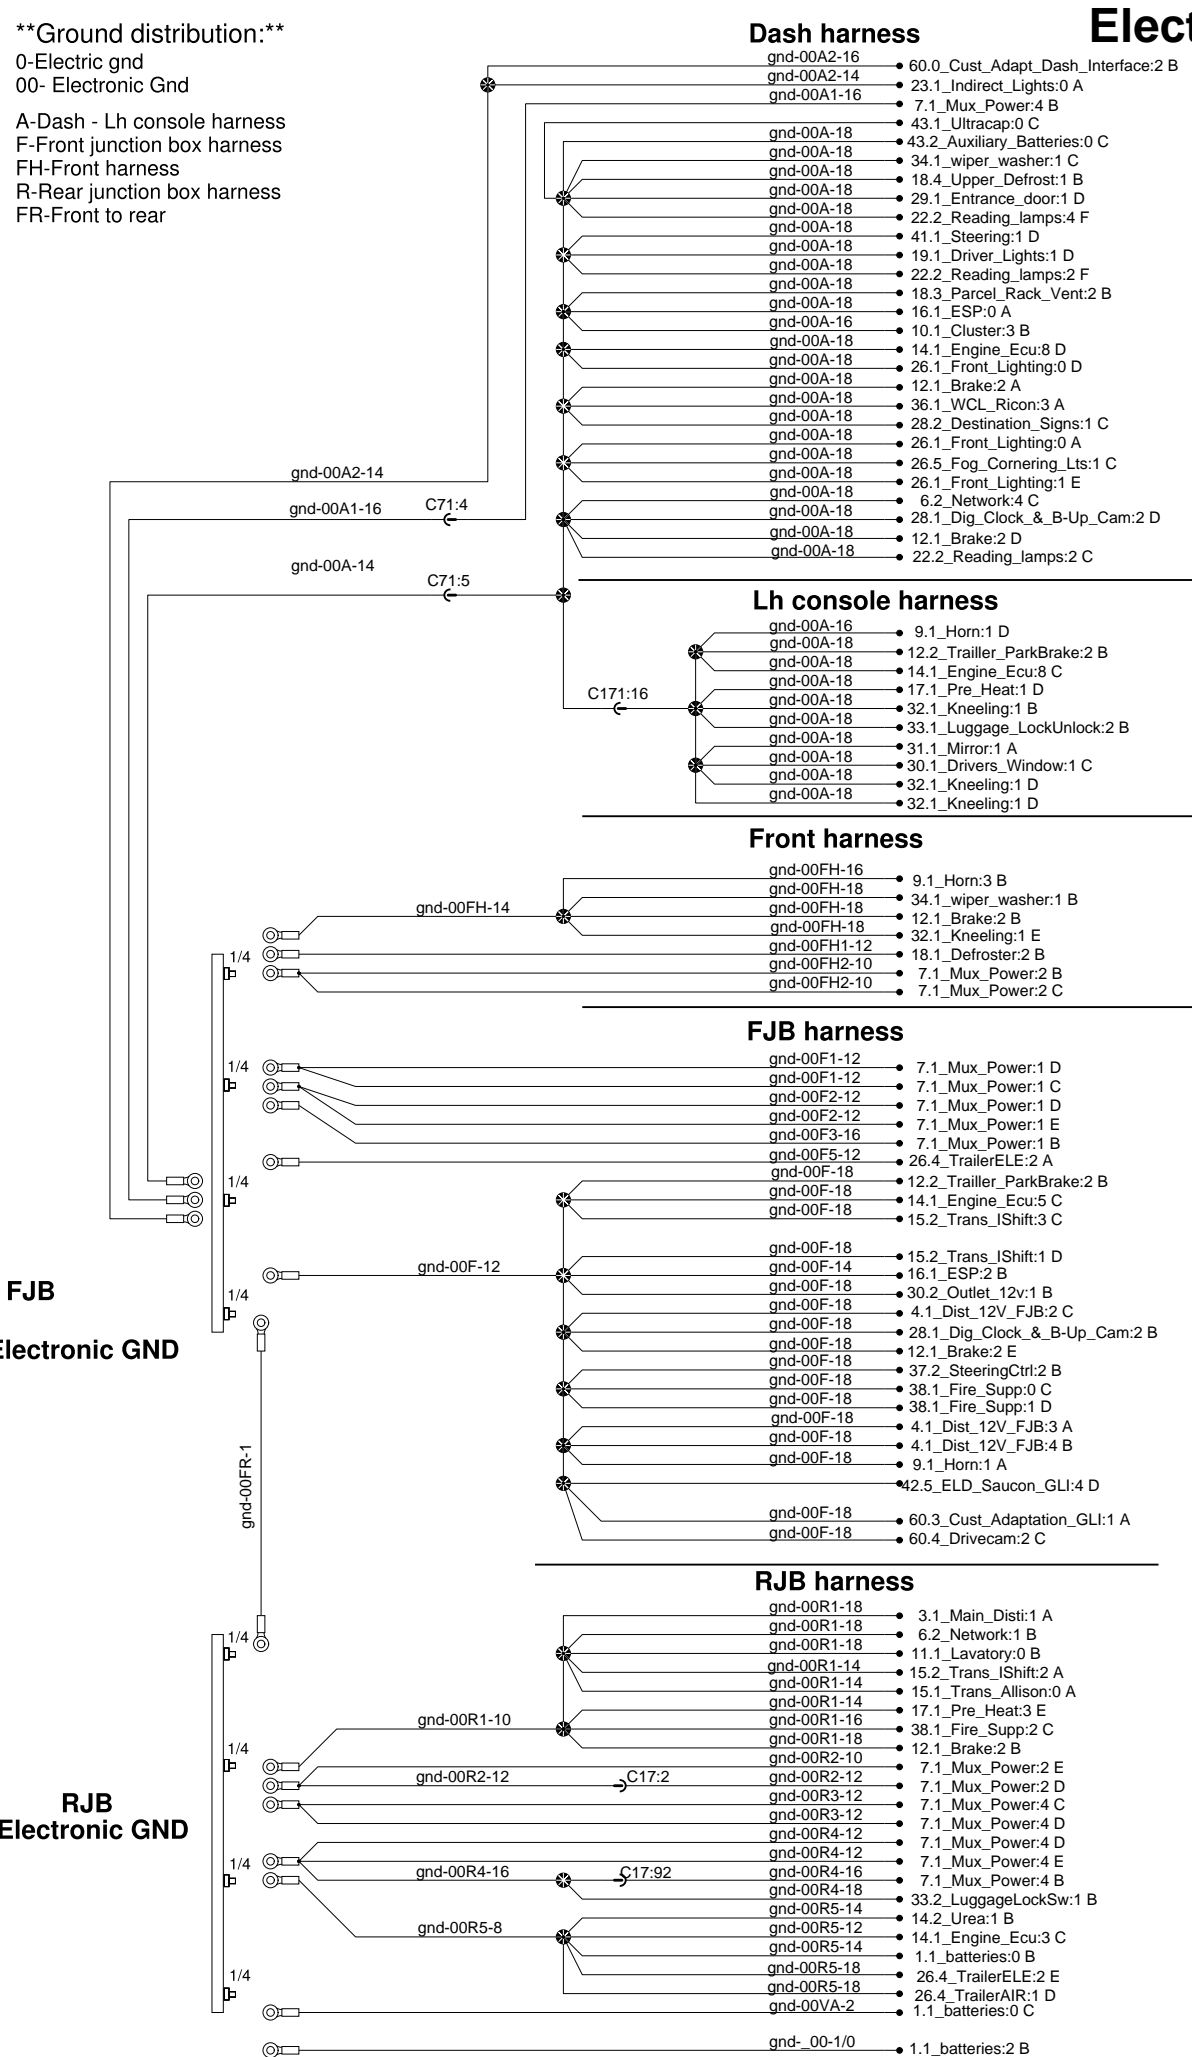 **Ground distribution:**
0-Electric gnd
00- Electronic Gnd
A-Dash - Lh console harness
F-Front junction box harness
FH-Front harness
R-Rear junction box harness
FR-Front to rear
Elect
Dash harness
gnd-00A2-16 60.0_Cust_Adapt_Dash_Interface:2 B
gnd-00A2-14 23.1_Indirect_Lights:0 A
gnd-00A1-16 7.1_Mux_Power:4 B
43.1_Ultracap:0 C
gnd-00A-18 43.2_Auxiliary_Batteries:0 C
gnd-00A-18 34.1_wiper_washer:1 C
gnd-00A-18 18.4_Upper_Defrost:1 B
gnd-00A-18 29.1_Entrance_door:1 D
gnd-00A-18 22.2_Reading_lamps:4 F
gnd-00A-18 41.1_Steering:1 D
gnd-00A-18 19.1_Driver_Lights:1 D
gnd-00A-18 22.2_Reading_lamps:2 F
gnd-00A-18 18.3_Parcel_Rack_Vent:2 B
gnd-00A-18 16.1_ESP:0 A
gnd-00A-16 10.1_Cluster:3 B
gnd-00A-18 14.1_Engine_Ecu:8 D
gnd-00A-18 26.1_Front_Lighting:0 D
gnd-00A-18 12.1_Brake:2 A
gnd-00A-18 36.1_WCL_Ricon:3 A
gnd-00A-18 28.2_Destination_Signs:1 C
gnd-00A-18 26.1_Front_Lighting:0 A
gnd-00A-18 26.5_Fog_Cornering_Lts:1 C
gnd-00A-18 26.1_Front_Lighting:1 E
gnd-00A-18 6.2_Network:4 C
gnd-00A-18 28.1_Dig_Clock_&_B-Up_Cam:2 D
gnd-00A-18 12.1_Brake:2 D
gnd-00A-18 22.2_Reading_lamps:2 C
gnd-00A2-14
gnd-00A1-16 C71:4
gnd-00A-14
C71:5
Lh console harness
gnd-00A-16 9.1_Horn:1 D
gnd-00A-18 12.2_Trailler_ParkBrake:2 B
gnd-00A-18 14.1_Engine_Ecu:8 C
gnd-00A-18 17.1_Pre_Heat:1 D
C171:16
gnd-00A-18 32.1_Kneeling:1 B
gnd-00A-18 33.1_Luggage_LockUnlock:2 B
gnd-00A-18 31.1_Mirror:1 A
gnd-00A-18 30.1_Drivers_Window:1 C
gnd-00A-18 32.1_Kneeling:1 D
gnd-00A-18 32.1_Kneeling:1 D
Front harness
gnd-00FH-16 9.1_Horn:3 B
gnd-00FH-18 34.1_wiper_washer:1 B
gnd-00FH-14
gnd-00FH-18 12.1_Brake:2 B
gnd-00FH-18 32.1_Kneeling:1 E
gnd-00FH1-12 18.1_Defroster:2 B
1/4
gnd-00FH2-10 7.1_Mux_Power:2 B
gnd-00FH2-10 7.1_Mux_Power:2 C
FJB harness
1/4
gnd-00F1-12 7.1_Mux_Power:1 D
gnd-00F1-12 7.1_Mux_Power:1 C
gnd-00F2-12 7.1_Mux_Power:1 D
gnd-00F2-12 7.1_Mux_Power:1 E
gnd-00F3-16 7.1_Mux_Power:1 B
gnd-00F5-12 26.4_TrailerELE:2 A
1/4
gnd-00F-18 12.2_Trailler_ParkBrake:2 B
gnd-00F-18 14.1_Engine_Ecu:5 C
gnd-00F-18 15.2_Trans_IShift:3 C
gnd-00F-18 15.2_Trans_IShift:1 D
gnd-00F-12
gnd-00F-14 16.1_ESP:2 B
gnd-00F-18 30.2_Outlet_12v:1 B
1/4
FJB
gnd-00F-18 4.1_Dist_12V_FJB:2 C
gnd-00F-18 28.1_Dig_Clock_&_B-Up_Cam:2 B
gnd-00F-18 12.1_Brake:2 E
Electronic GND
gnd-00F-18 37.2_SteeringCtrl:2 B
gnd-00F-18 38.1_Fire_Supp:0 C
gnd-00F-18 38.1_Fire_Supp:1 D
gnd-00F-18 4.1_Dist_12V_FJB:3 A
gnd-00F-18 4.1_Dist_12V_FJB:4 B
gnd-00F-18 9.1_Horn:1 A
42.5_ELD_Saucon_GLI:4 D
gnd-00FR-1
gnd-00F-18 60.3_Cust_Adaptation_GLI:1 A
gnd-00F-18 60.4_Drivecam:2 C
RJB harness
gnd-00R1-18 3.1_Main_Disti:1 A
gnd-00R1-18 6.2_Network:1 B
1/4
gnd-00R1-18 11.1_Lavatory:0 B
gnd-00R1-14 15.2_Trans_IShift:2 A
gnd-00R1-14 15.1_Trans_Allison:0 A
gnd-00R1-14 17.1_Pre_Heat:3 E
gnd-00R1-10
gnd-00R1-16 38.1_Fire_Supp:2 C
gnd-00R1-18 12.1_Brake:2 B
1/4
gnd-00R2-10 7.1_Mux_Power:2 E
gnd-00R2-12 C17:2 gnd-00R2-12 7.1_Mux_Power:2 D
gnd-00R3-12 7.1_Mux_Power:4 C
RJB
gnd-00R3-12 7.1_Mux_Power:4 D
Electronic GND
gnd-00R4-12 7.1_Mux_Power:4 D
1/4
gnd-00R4-12 7.1_Mux_Power:4 E
gnd-00R4-16 C17:92 gnd-00R4-16 7.1_Mux_Power:4 B
gnd-00R4-18 33.2_LuggageLockSw:1 B
gnd-00R5-14 14.2_Urea:1 B
gnd-00R5-8
gnd-00R5-12 14.1_Engine_Ecu:3 C
gnd-00R5-14 1.1_batteries:0 B
1/4
gnd-00R5-18 26.4_TrailerELE:2 E
gnd-00R5-18 26.4_TrailerAIR:1 D
gnd-00VA-2 1.1_batteries:0 C
gnd-_00-1/0 1.1_batteries:2 B